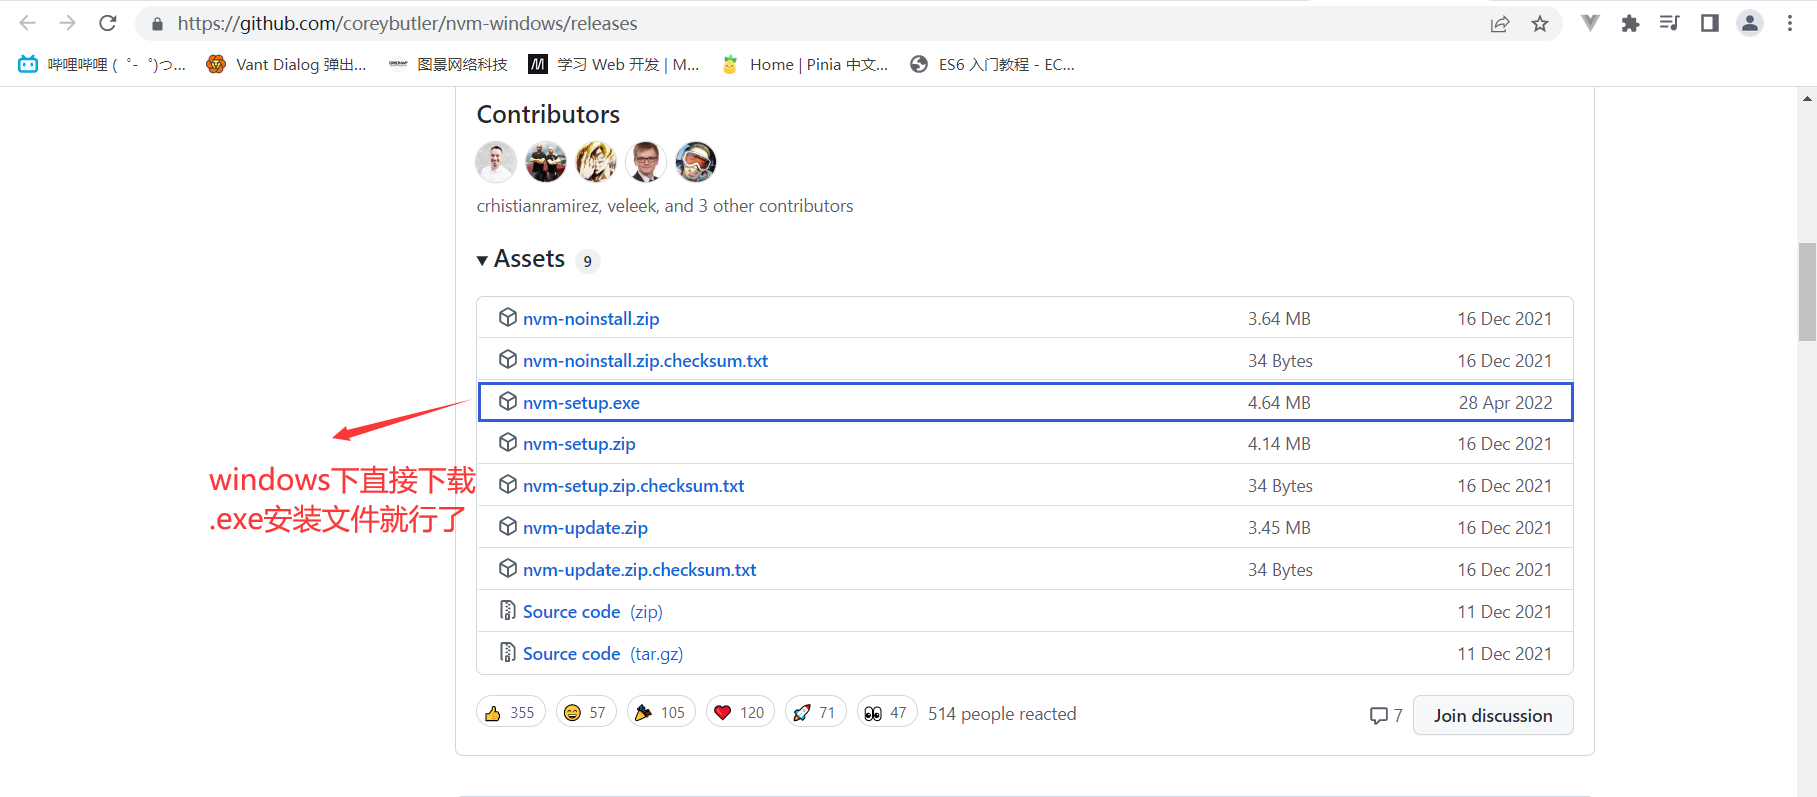 https://github.com/coreybutler/nvm-windows/releases
哔哩哔哩 (゜-゜)つ... Vant Dialog 弹出... 图景网络科技 学习 Web 开发 | M... Home | Pinia 中文... ES6 入门教程 - EC...
Contributors
crhistianramirez, veleek, and 3 other contributors
Assets 9
nvm-noinstall.zip 3.64 MB 16 Dec 2021
nvm-noinstall.zip.checksum.txt 34 Bytes 16 Dec 2021
nvm-setup.exe 4.64 MB 28 Apr 2022
nvm-setup.zip 4.14 MB 16 Dec 2021
nvm-setup.zip.checksum.txt 34 Bytes 16 Dec 2021
nvm-update.zip 3.45 MB 16 Dec 2021
nvm-update.zip.checksum.txt 34 Bytes 16 Dec 2021
Source code (zip) 11 Dec 2021
Source code (tar.gz) 11 Dec 2021
windows下直接下载
.exe安装文件就行了
355 57 105 120 71 47 514 people reacted 7 Join discussion